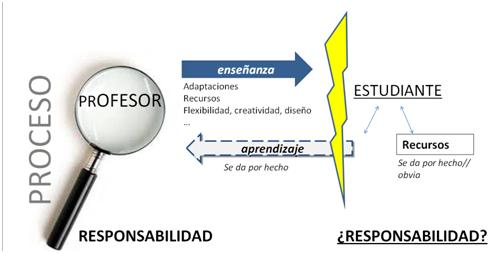 PROCESO
PROFESOR
enseñanza
Adaptaciones
Recursos
Flexibilidad, creatividad, diseño
...
aprendizaje
Se da por hecho
ESTUDIANTE
Recursos
Se da por hecho//
obvia
RESPONSABILIDAD
¿RESPONSABILIDAD?